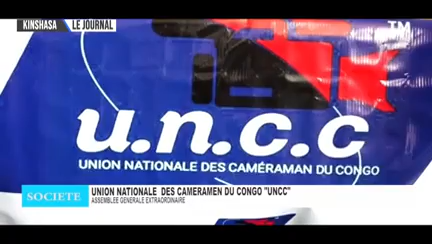 KINSHASA LE JOURNAL
TM
u.n.c.c
UNION NATIONALE DES CAMÉRAMAN DU CONGO
SOCIETE
UNION NATIONALE DES CAMERAMEN DU CONGO "UNCC"
ASSEMBLEE GENERALE EXTRAORDINAIRE